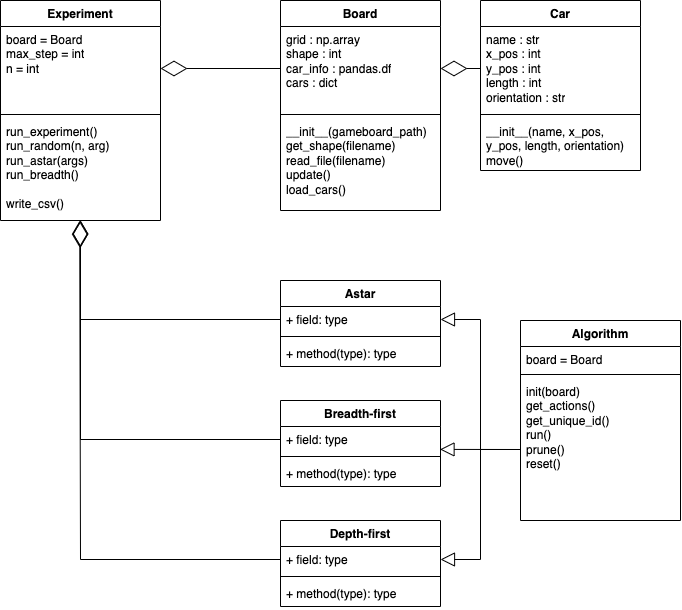 Experiment
board = Board
max_step = int
n = int
run_experiment()
run_random(n, arg)
run_astar(args)
run_breadth()
write_csv()
Board
grid : np.array
shape : int
car_info : pandas.df
cars : dict
__init__(gameboard_path)
get_shape(filename)
read_file(filename)
update()
load_cars()
Car
name : str
x_pos : int
y_pos : int
length : int
orientation : str
__init__(name, x_pos,
y_pos, length, orientation)
move()
Astar
+ field: type
+ method(type): type
Breadth-first
+ field: type
+ method(type): type
Depth-first
+ field: type
+ method(type): type
Algorithm
board = Board
init(board)
get_actions()
get_unique_id()
run()
prune()
reset()